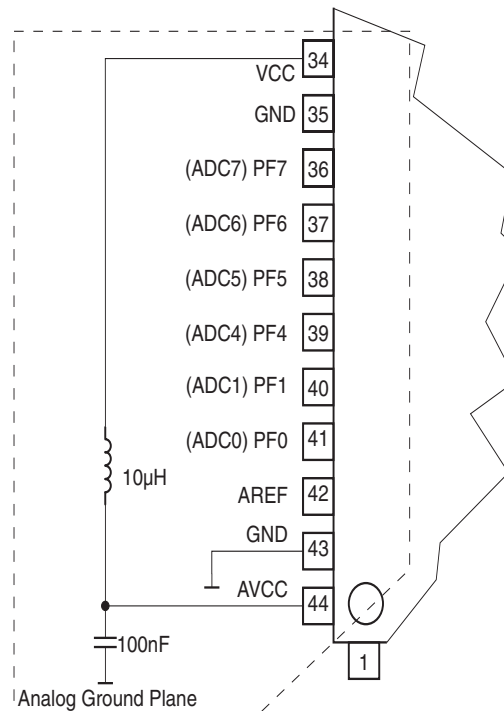 34
VCC
GND 35
(ADC7) PF7 36
(ADC6) PF6 37
(ADC5) PF5 38
(ADC4) PF4 39
(ADC1) PF1 40
(ADC0) PF0 41
10µH
AREF 42
GND
43
AVCC 44
100nF
1
Analog Ground Plane